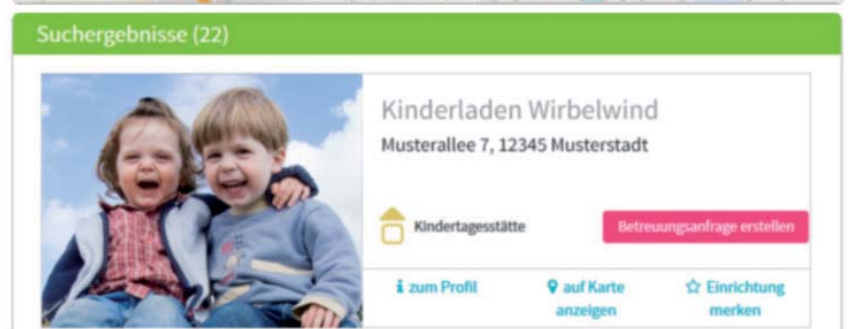 Suchergebnisse (22)
Kinderladen Wirbelwind
Musterallee 7, 12345 Musterstadt
Kindertagesstätte
Betreuungsanfrage erstellen
zum Profil
auf Karte
anzeigen
Einrichtung
merken